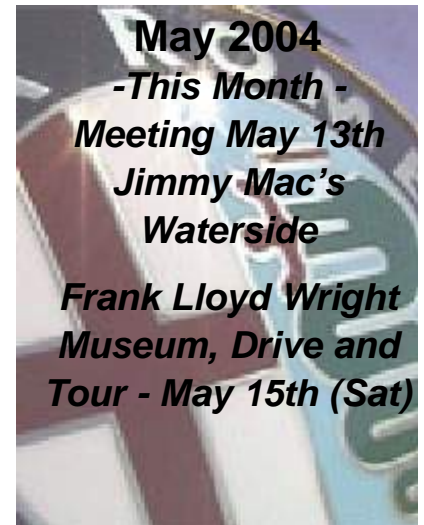 May 2004
-This Month -
Meeting May 13th
Jimmy Mac's
Waterside
Frank Lloyd Wright
Museum, Drive and
Tour - May 15th (Sat)